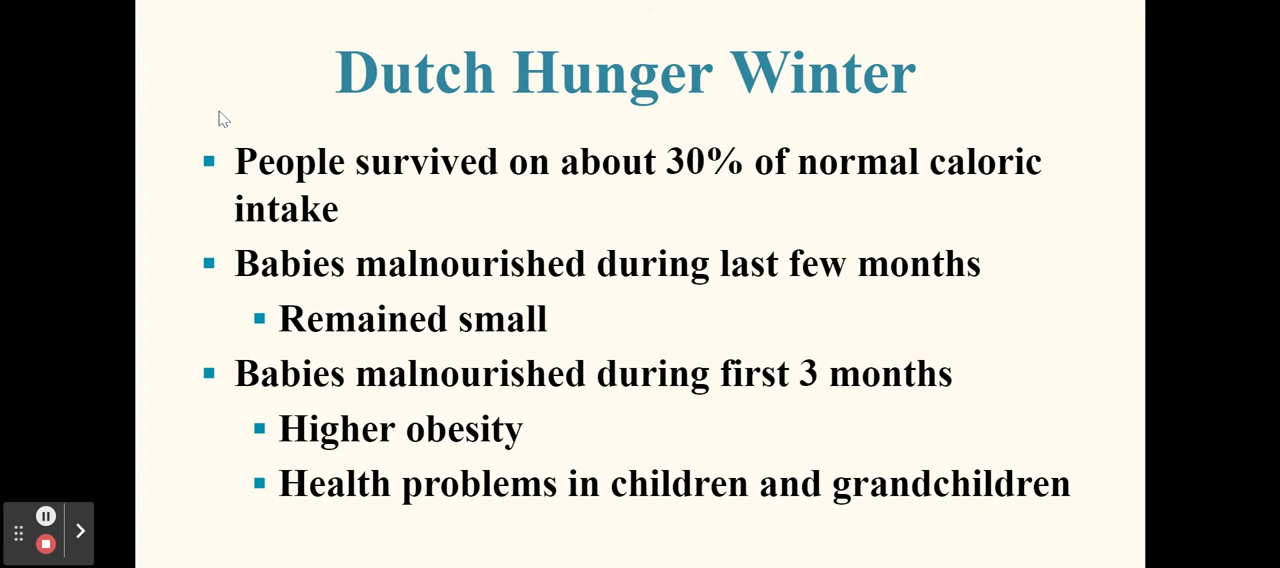 Dutch Hunger Winter
People survived on about 30% of normal caloric
intake
Babies malnourished during last few months
Remained small
Babies malnourished during first 3 months
Higher obesity
Health problems in children and grandchildren